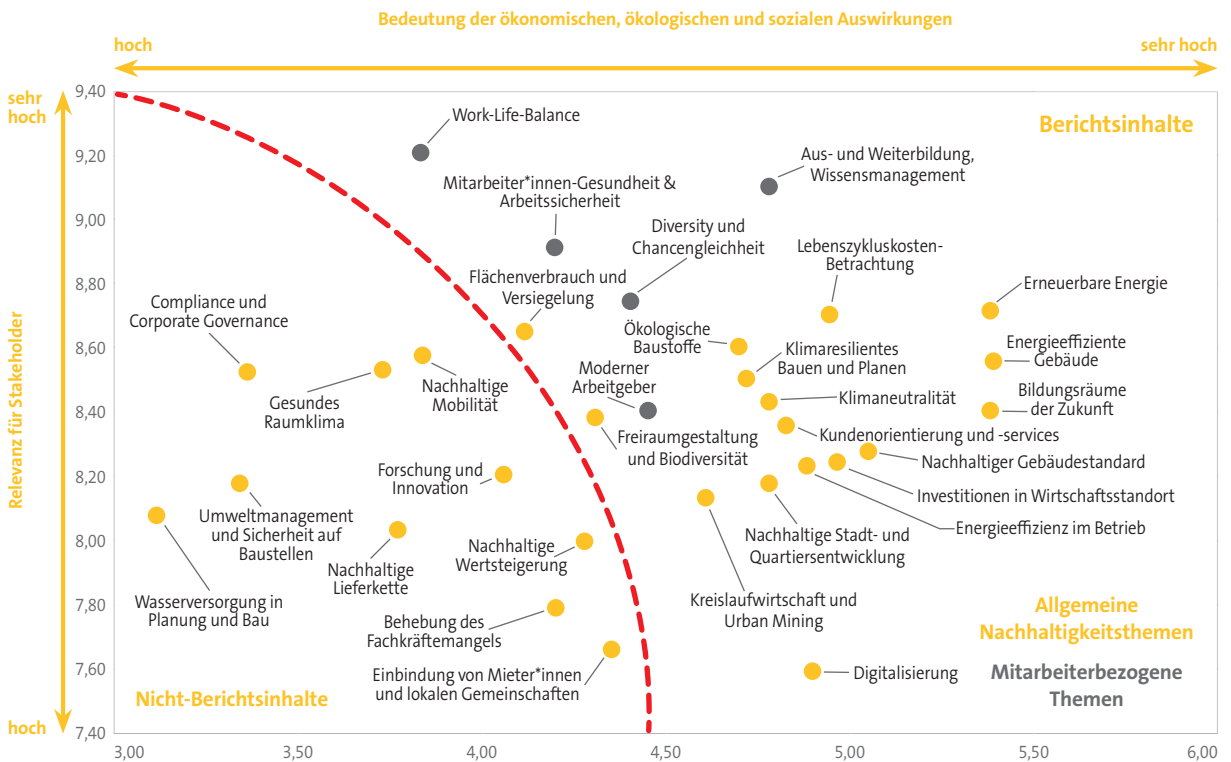 Bedeutung der ökonomischen, ökologischen und sozialen Auswirkungen
hoch
sehr hoch
sehr
hoch
Relevanz für Stakeholder
hoch
9,40
9,20
9,00
8,80
8,60
8,40
8,20
8,00
7,80
7,60
7,40
3,00
3,50
4,00
4,50
5,00
5,50
6,00
Berichtsinhalte
Work-Life-Balance
Aus- und Weiterbildung,
Wissensmanagement
Mitarbeiter*innen-Gesundheit &
Arbeitssicherheit
Diversity und
Chancengleichheit
Lebenszykluskosten-
Betrachtung
Flächenverbrauch und
Versiegelung
Erneuerbare Energie
Compliance und
Corporate Governance
Ökologische
Baustoffe
Energieeffiziente
Gebäude
Klimaresilientes
Bauen und Planen
Moderner
Arbeitgeber
Nachhaltige
Mobilität
Gesundes
Raumklima
Klimaneutralität
Bildungsräume
der Zukunft
Freiraumgestaltung
und Biodiversität
Kundenorientierung und -services
Nachhaltiger Gebäudestandard
Forschung und
Innovation
Investitionen in Wirtschaftsstandort
Umweltmanagement
und Sicherheit auf
Baustellen
Energieeffizienz im Betrieb
Nachhaltige Stadt- und
Quartiersentwicklung
Nachhaltige
Wertsteigerung
Nachhaltige
Lieferkette
Wasserversorgung in
Planung und Bau
Kreislaufwirtschaft und
Urban Mining
Behebung des
Fachkräftemangels
Einbindung von Mieter*innen
und lokalen Gemeinschaften
Digitalisierung
Nicht-Berichtsinhalte
Allgemeine
Nachhaltigkeitsthemen
Mitarbeiterbezogene
Themen